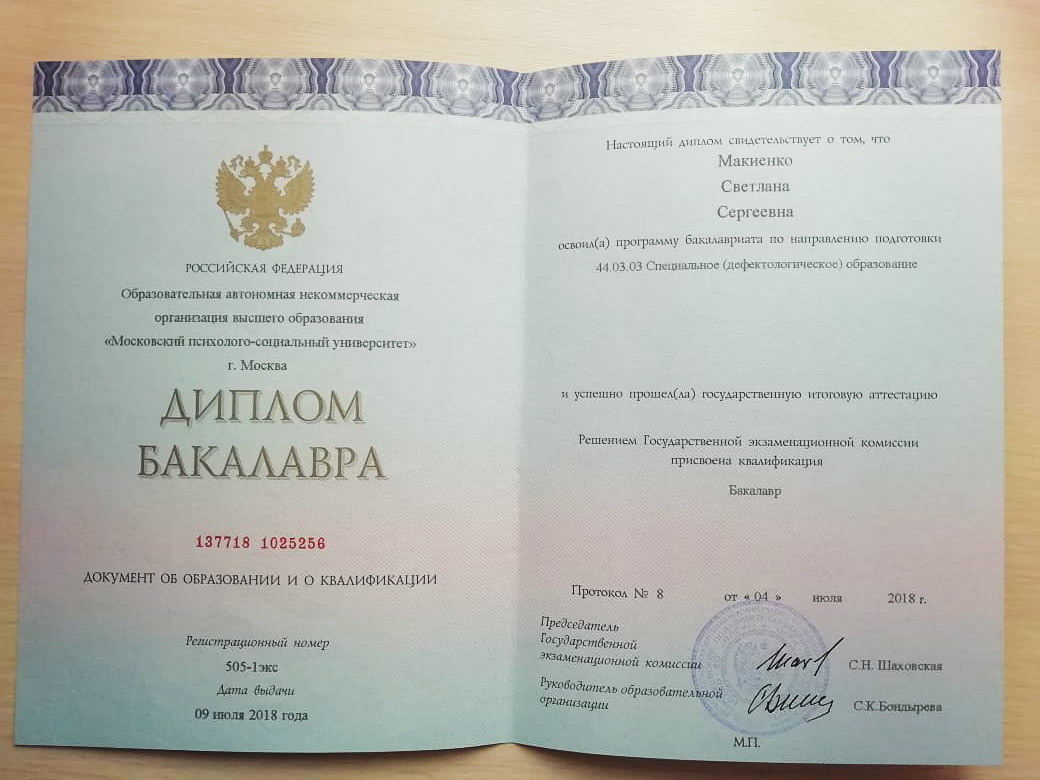 РОССИЙСКАЯ ФЕДЕРАЦИЯ
Образовательная автономная некоммерческая
организация высшего образования
«Московский психолого-социальный университет»
г. Москва
ДИПЛОМ
БАКАЛАВРА
137718 1025256
ДОКУМЕНТ ОБ ОБРАЗОВАНИИ И О КВАЛИФИКАЦИИ
Регистрационный номер
505-1экс
Дата выдачи
09 июля 2018 года
Настоящий диплом свидетельствует о том, что
Макиенко
Светлана
Сергеевна
освоил(а) программу бакалавриата по направлению подготовки
44.03.03 Специальное (дефектологическое) образование
и успешно прошел(ла) государственную итоговую аттестацию
Решением Государственной экзаменационной комиссии
присвоена квалификация
Бакалавр
Протокол № 8 от « 04 » июля 2018 г.
Председатель
Государственной
экзаменационной комиссии
С.Н. Шаховская
Руководитель образовательной
организации
С.К.Бондырева
М.П.